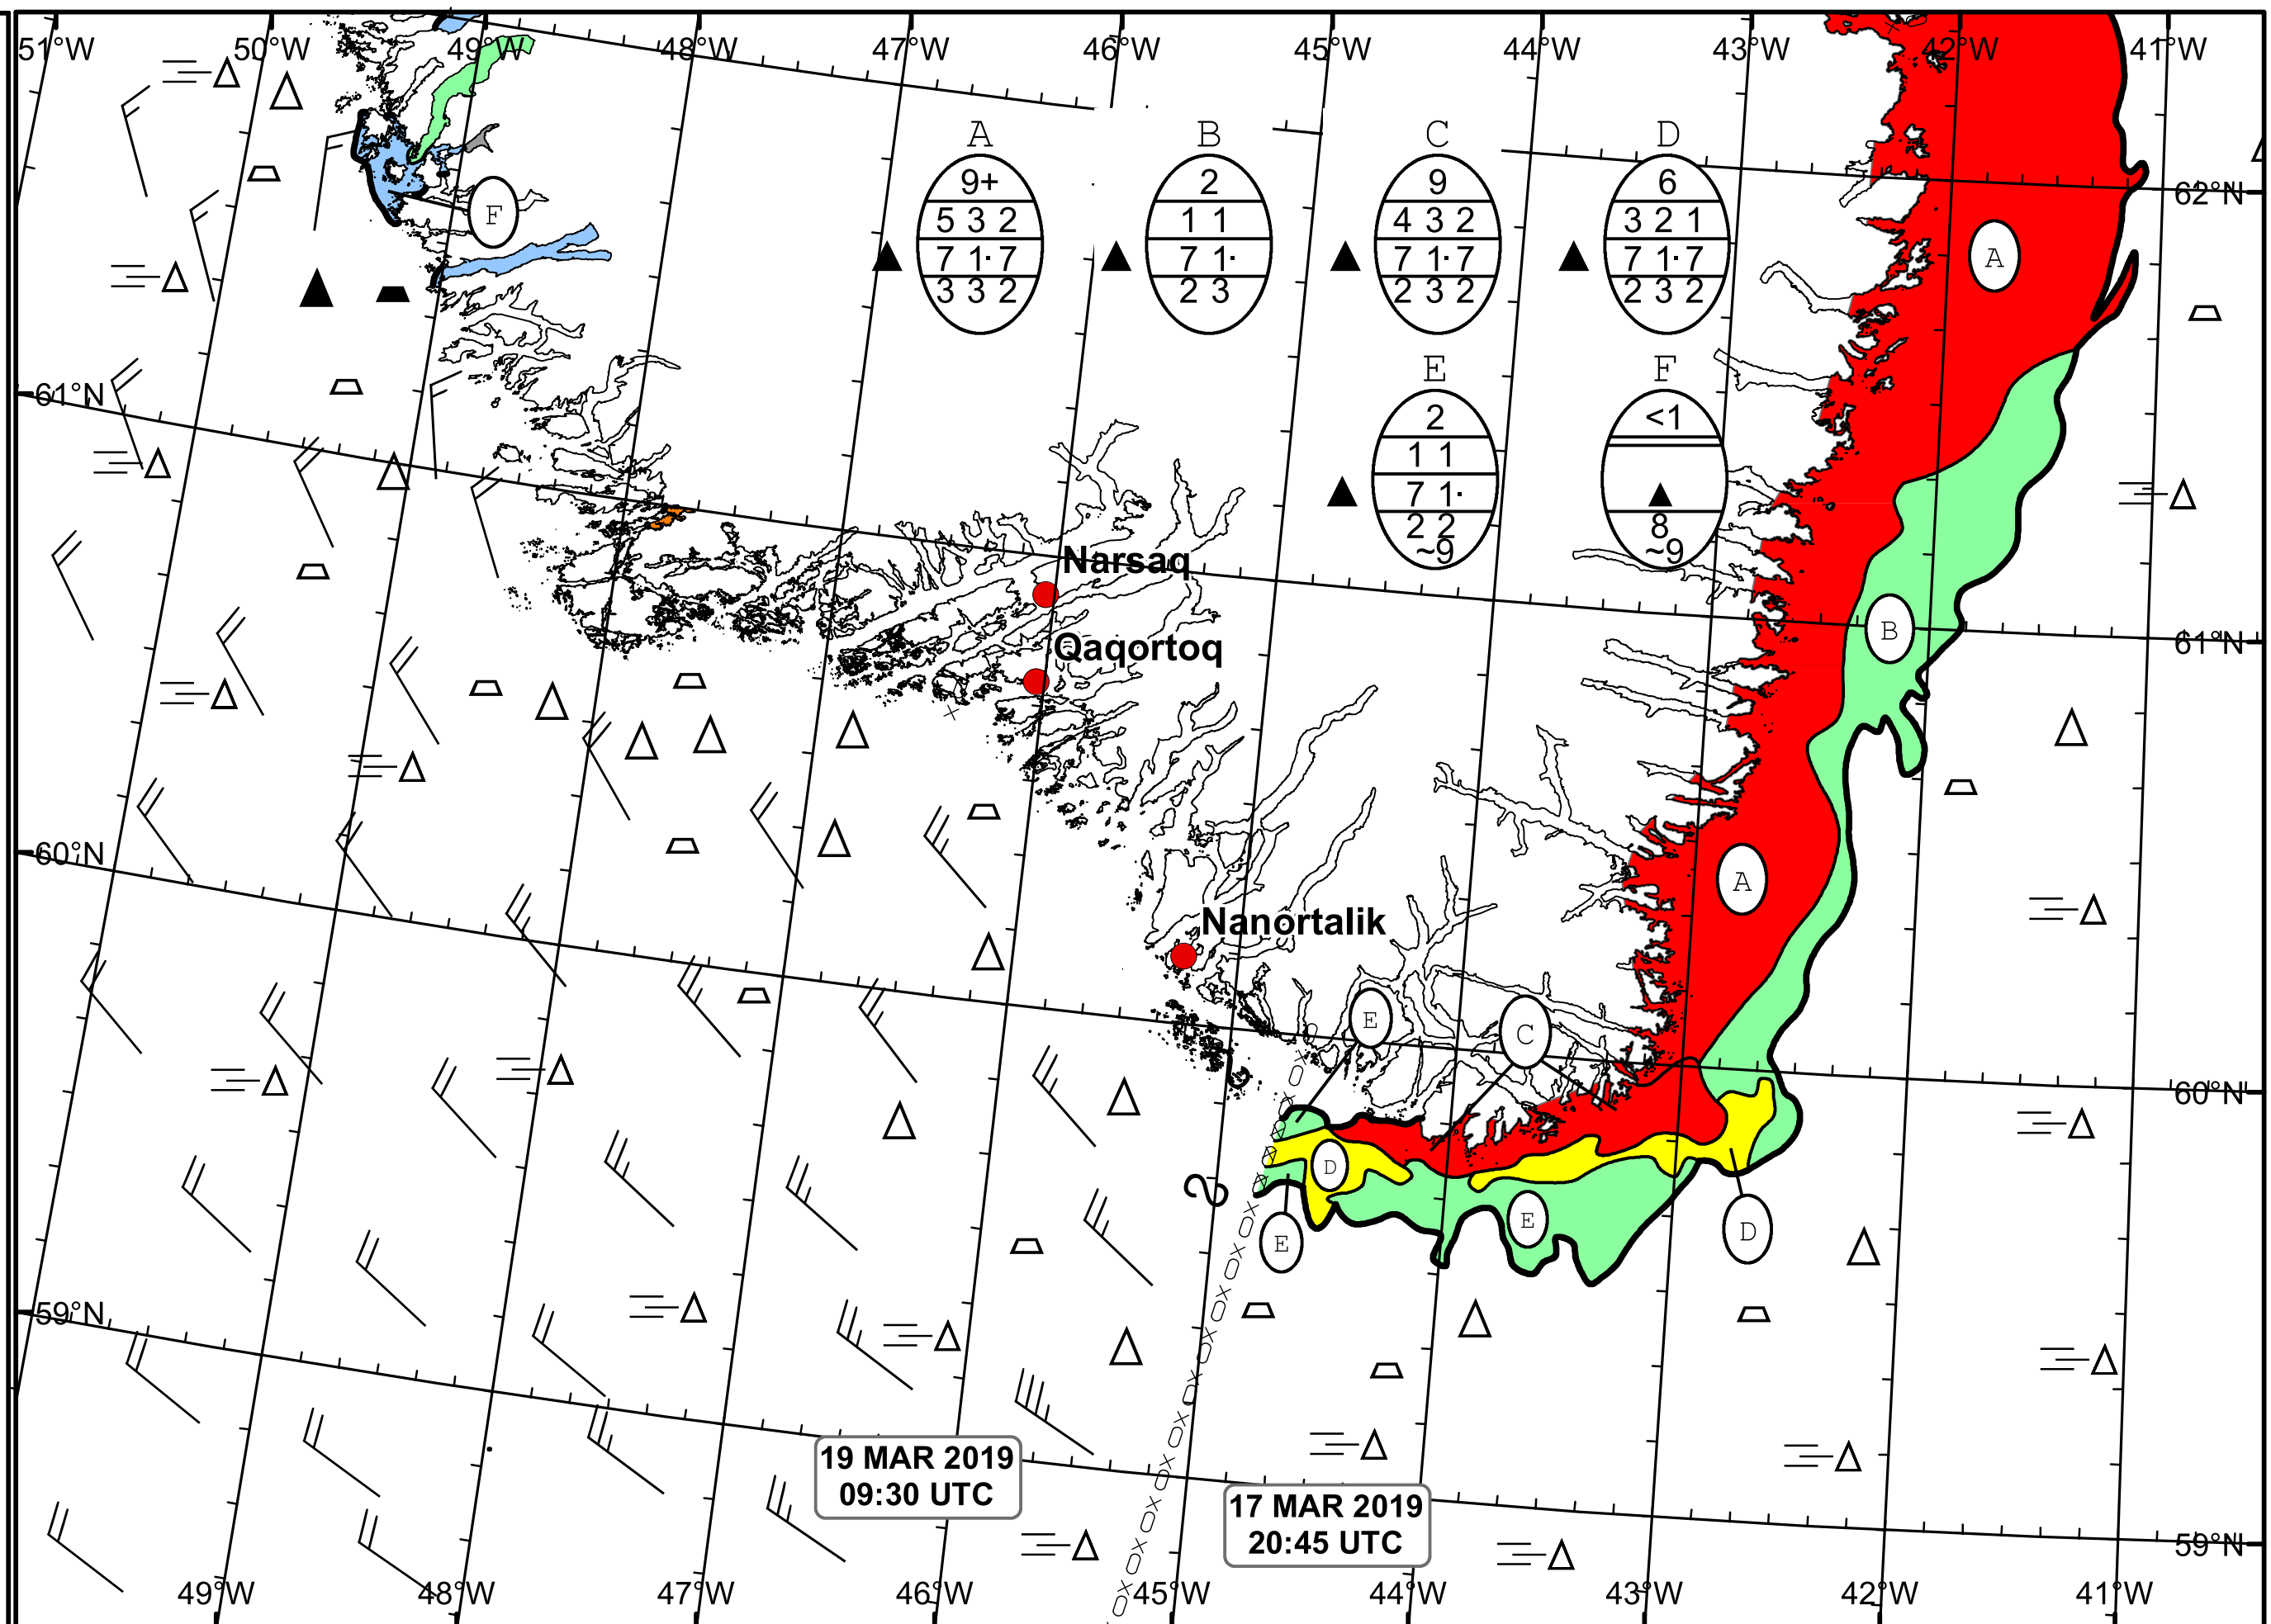 51°W 50°W 49°W 48°W 47°W 46°W 45°W 44°W 43°W 42°W 41°W
A B C D
9+ 2 9 6
5 3 2 1 1 4 3 2 3 2 1
7 1· 7 7 1· 7 1· 7 7 1· 7
3 3 2 2 3 2 3 2 2 3 2
62°N
F
A
E F
2 <1
1 1
7 1·
2 2 8
~9 ~9
61°N
Narsaq
B
61°N
Qaqortoq
60°N
A
Nanortalik
E
C
60°N
D
2
E
E
D
59°N
19 MAR 2019
09:30 UTC
17 MAR 2019
20:45 UTC
59°N
49°W 48°W 47°W 46°W 45°W 44°W 43°W 42°W 41°W